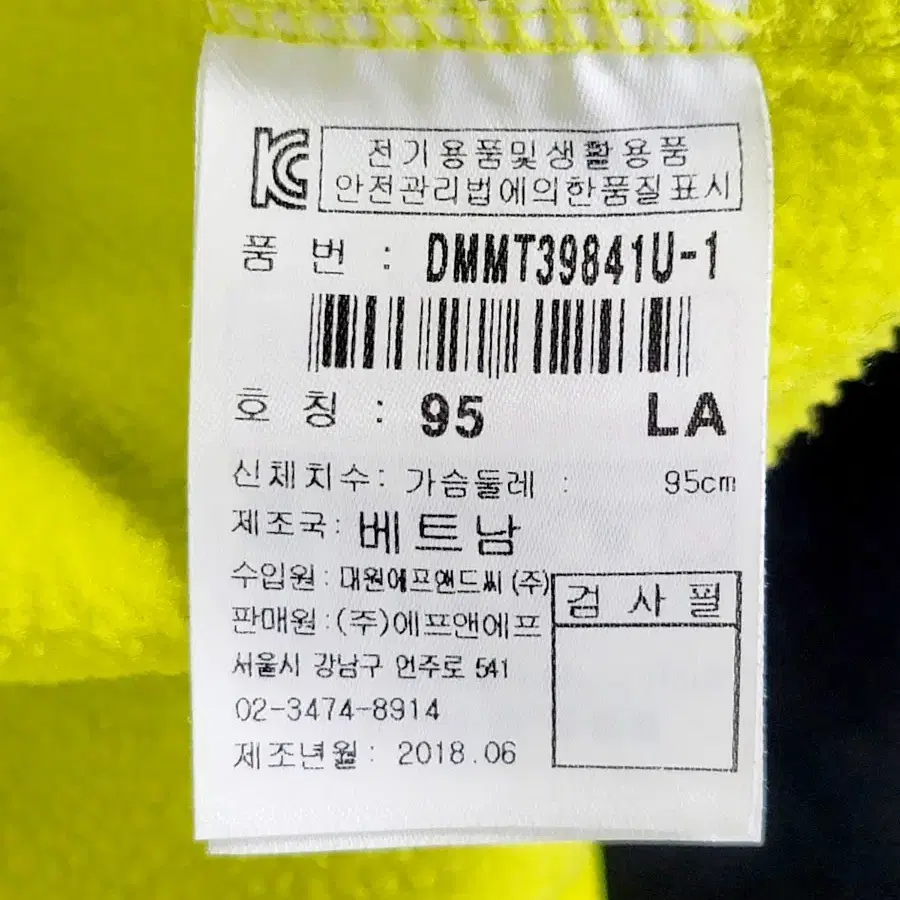 KC 전기용품및생활용품
안전관리법에의한품질표시
품 번 : DMMT39841U-1
호 칭 : 95 LA
신체치수: 가슴둘레 : 95cm
제조국: 베트남
수입원 : 대원에프앤드씨 (주)
검 사 필
판매원 :(주)에프앤에프
서울시 강남구 언주로 541
02-3474-8914
제조년월 : 2018.06